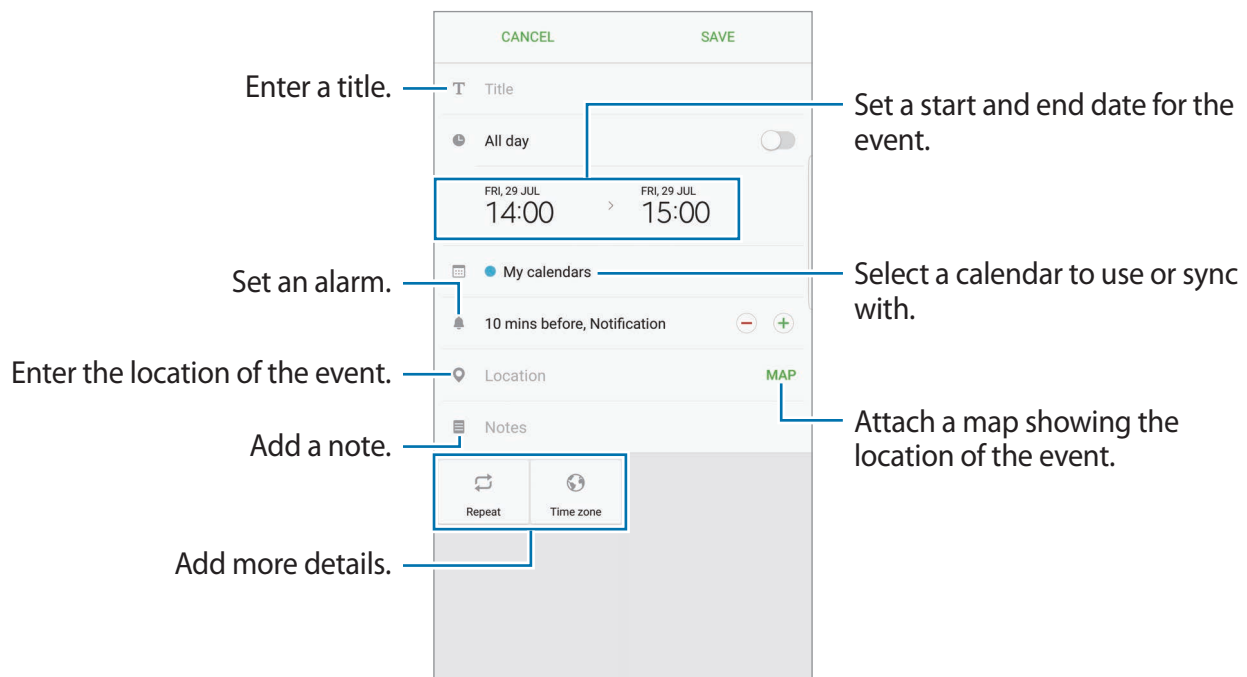 CANCEL SAVE
Enter a title.
T Title
Set a start and end date for the
event.
All day
FRI, 29 JUL FRI, 29 JUL
14:00 > 15:00
My calendars
Select a calendar to use or sync
with.
Set an alarm.
10 mins before, Notification
Enter the location of the event.
Location MAP
Attach a map showing the
location of the event.
Notes
Add a note.
Repeat Time zone
Add more details.